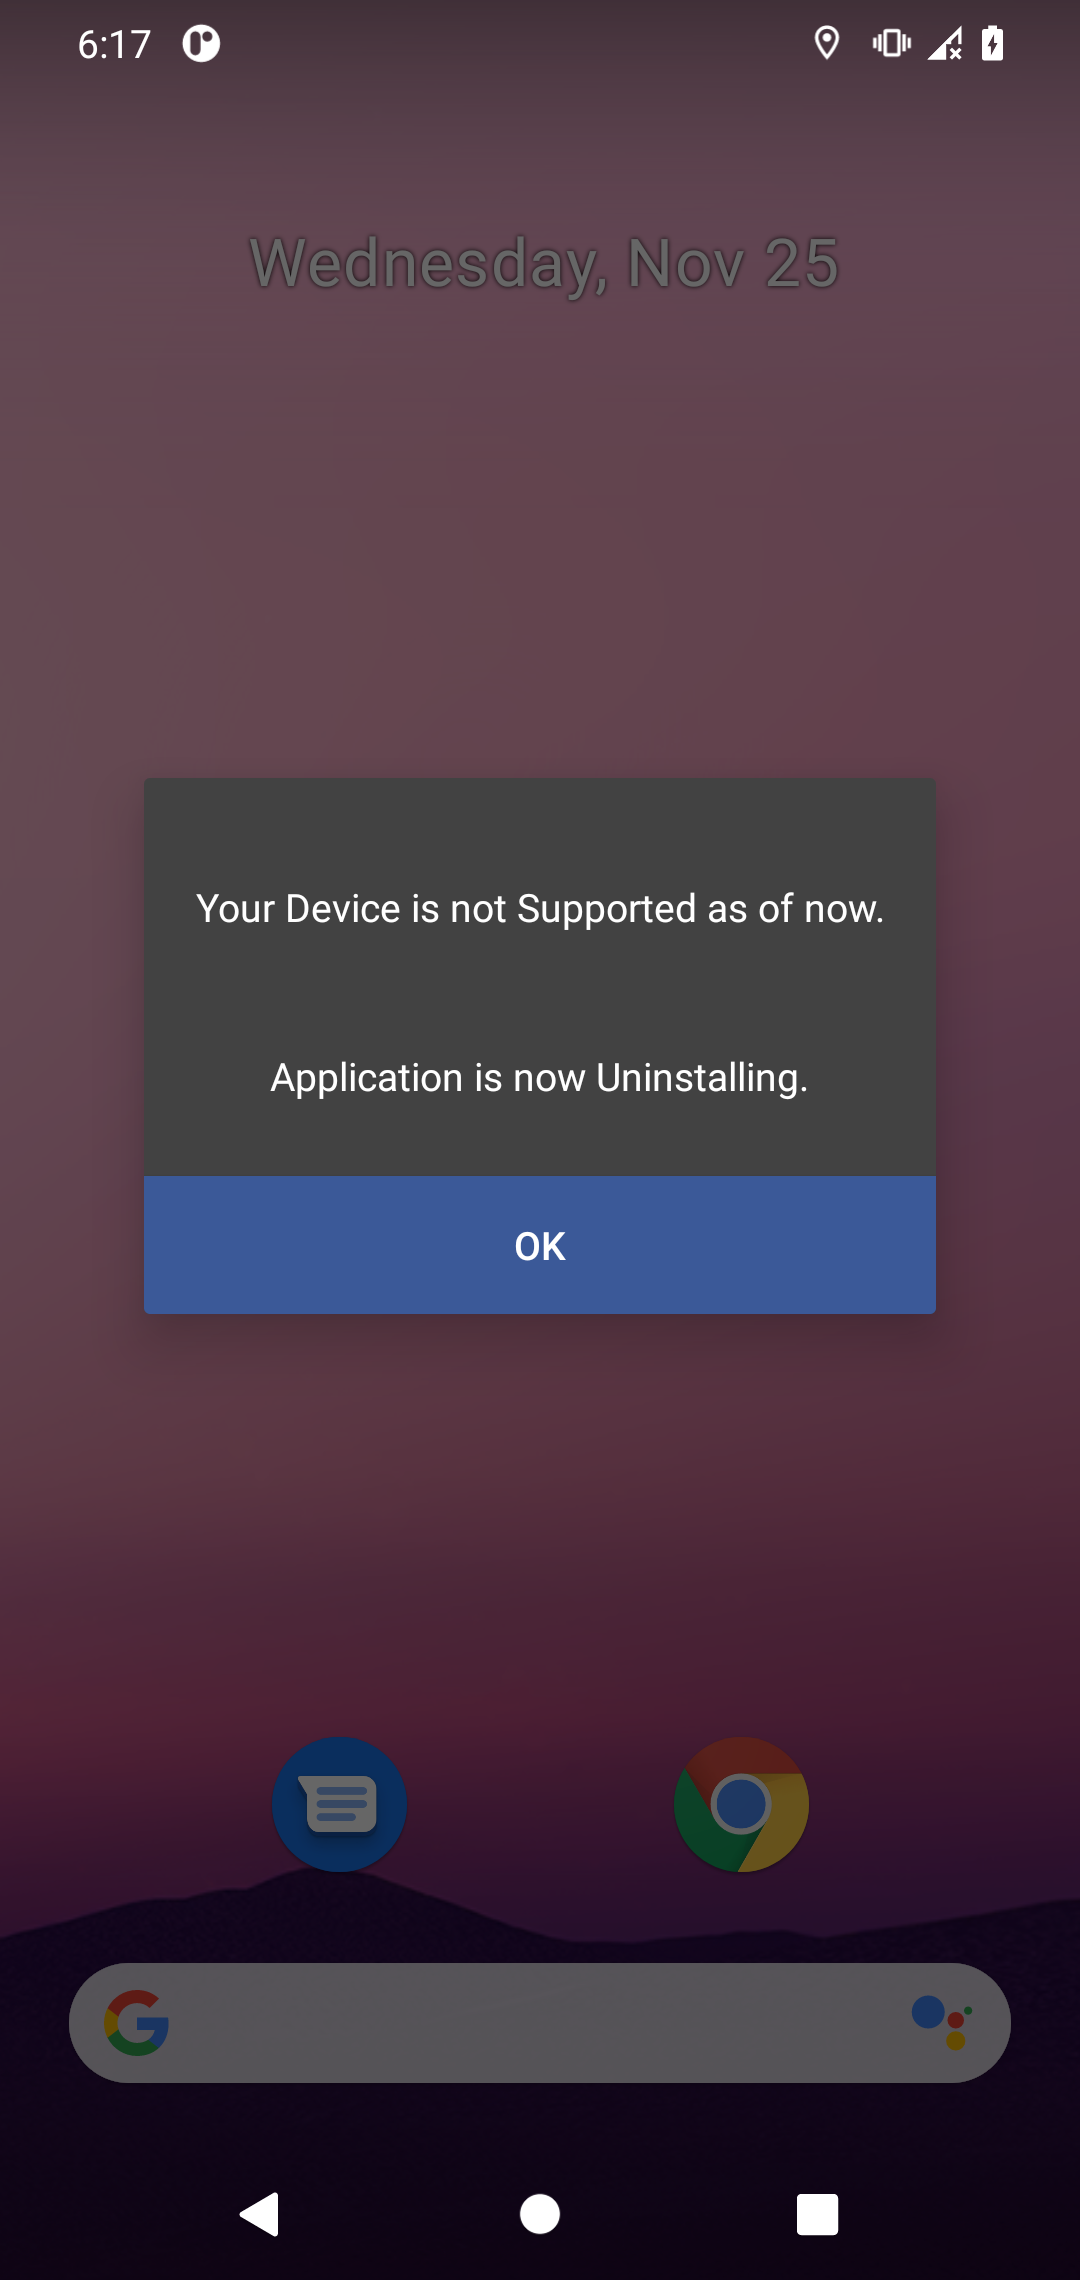 6:17
Wednesday, Nov 25
Your Device is not Supported as of now.
Application is now Uninstalling.
OK